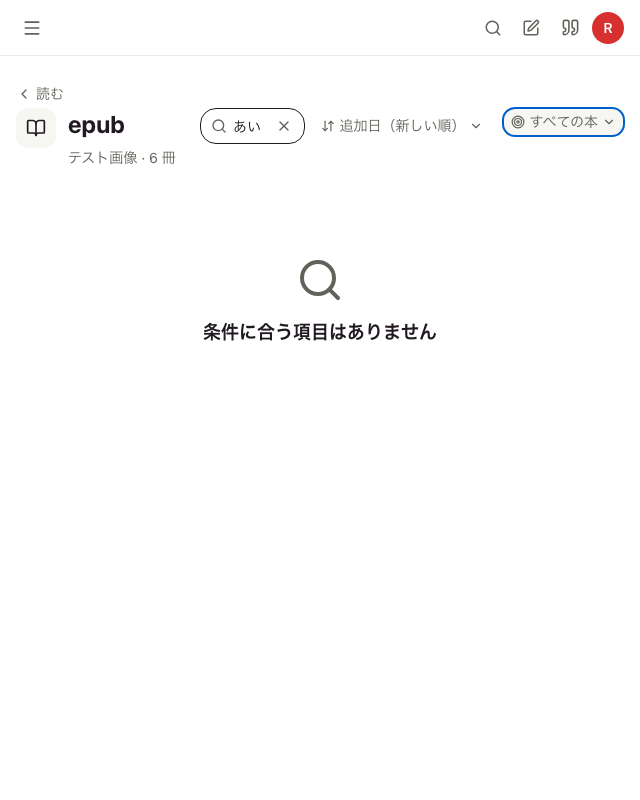 R
読む
epub
あい
追加日（新しい順）
すべての本
テスト画像 · 6 冊
条件に合う項目はありません